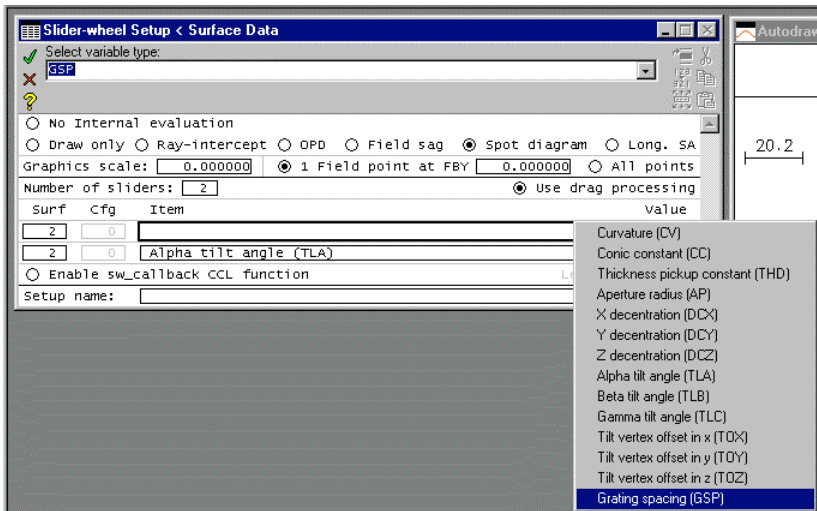 Slider-wheel Setup < Surface Data
Autodraw
Select variable type:
GSP
No Internal evaluation
Draw only Ray-intercept OPD Field sag Spot diagram Long. SA
Graphics scale: 0.000000 1 Field point at FBY 0.000000 All points
Number of sliders: 2 Use drag processing
Surf Cfg Item Value
2 0
2 0 Alpha tilt angle (TLA)
Enable sw_callback CCL function Le
Setup name:
20.2
Curvature (CV)
Conic constant (CC)
Thickness pickup constant (THD)
Aperture radius (AP)
X decentration (DCX)
Y decentration (DCY)
Z decentration (DCZ)
Alpha tilt angle (TLA)
Beta tilt angle (TLB)
Gamma tilt angle (TLC)
Tilt vertex offset in x (TOX)
Tilt vertex offset in y (TOY)
Tilt vertex offset in z (TOZ)
Grating spacing (GSP)